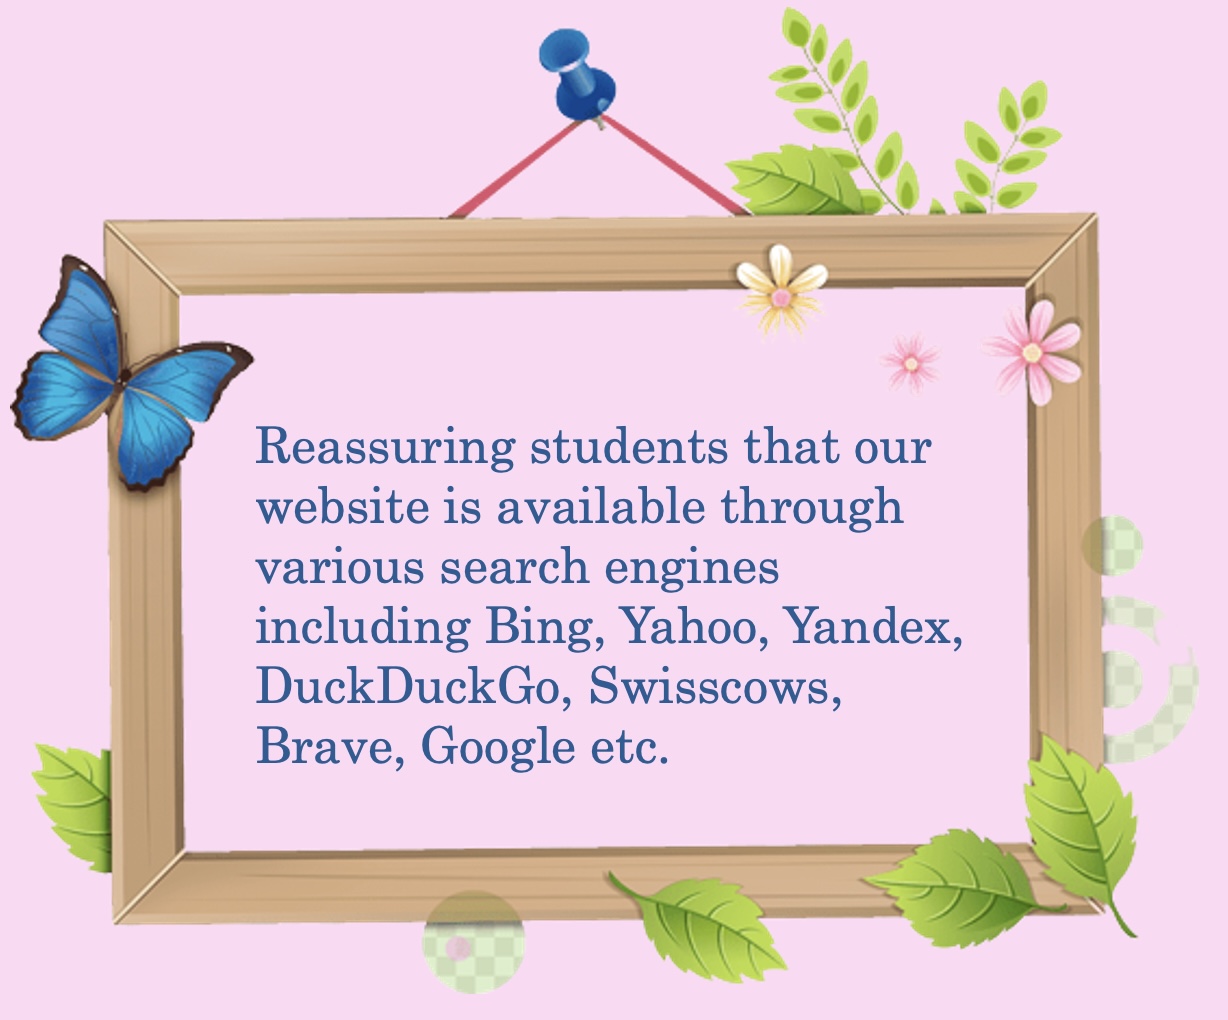 Reassuring students that our
website is available through
various search engines
including Bing, Yahoo, Yandex,
DuckDuckGo, Swisscows,
Brave, Google etc.